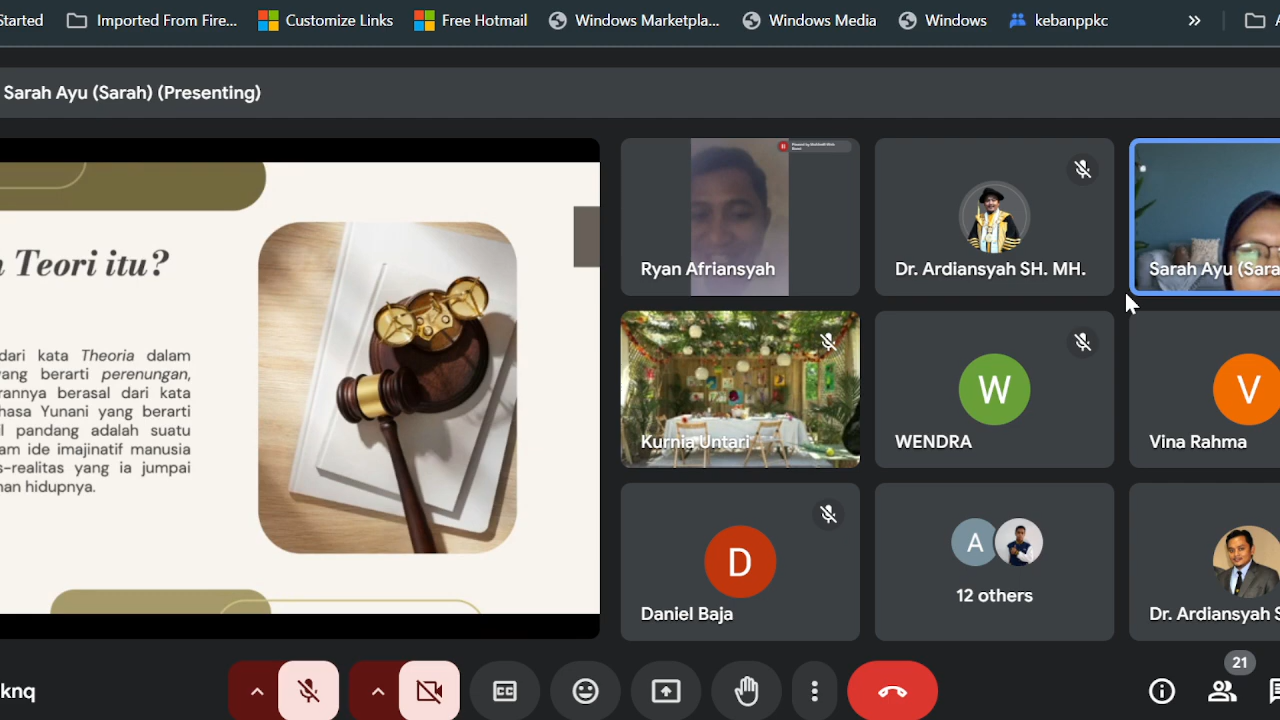 Started
Imported From Fire...
Customize Links
Free Hotmail
Windows Marketpla...
Windows Media
Windows
kebanppkc
Sarah Ayu (Sarah) (Presenting)
Teori itu?
dari kata Theoria dalam
yang berarti perenungan,
rannya berasal dari kata
hasa Yunani yang berarti
pandang adalah suatu
am ide imajinatif manusia
s-realitas yang ia jumpai
man hidupnya.
Ryan Afriansyah
Dr. Ardiansyah SH. MH.
Sarah Ayu (Sara
Kurnia Untari
W
WENDRA
V
Vina Rahma
D
Daniel Baja
A
12 others
Dr. Ardiansyah S
knq
CC
21